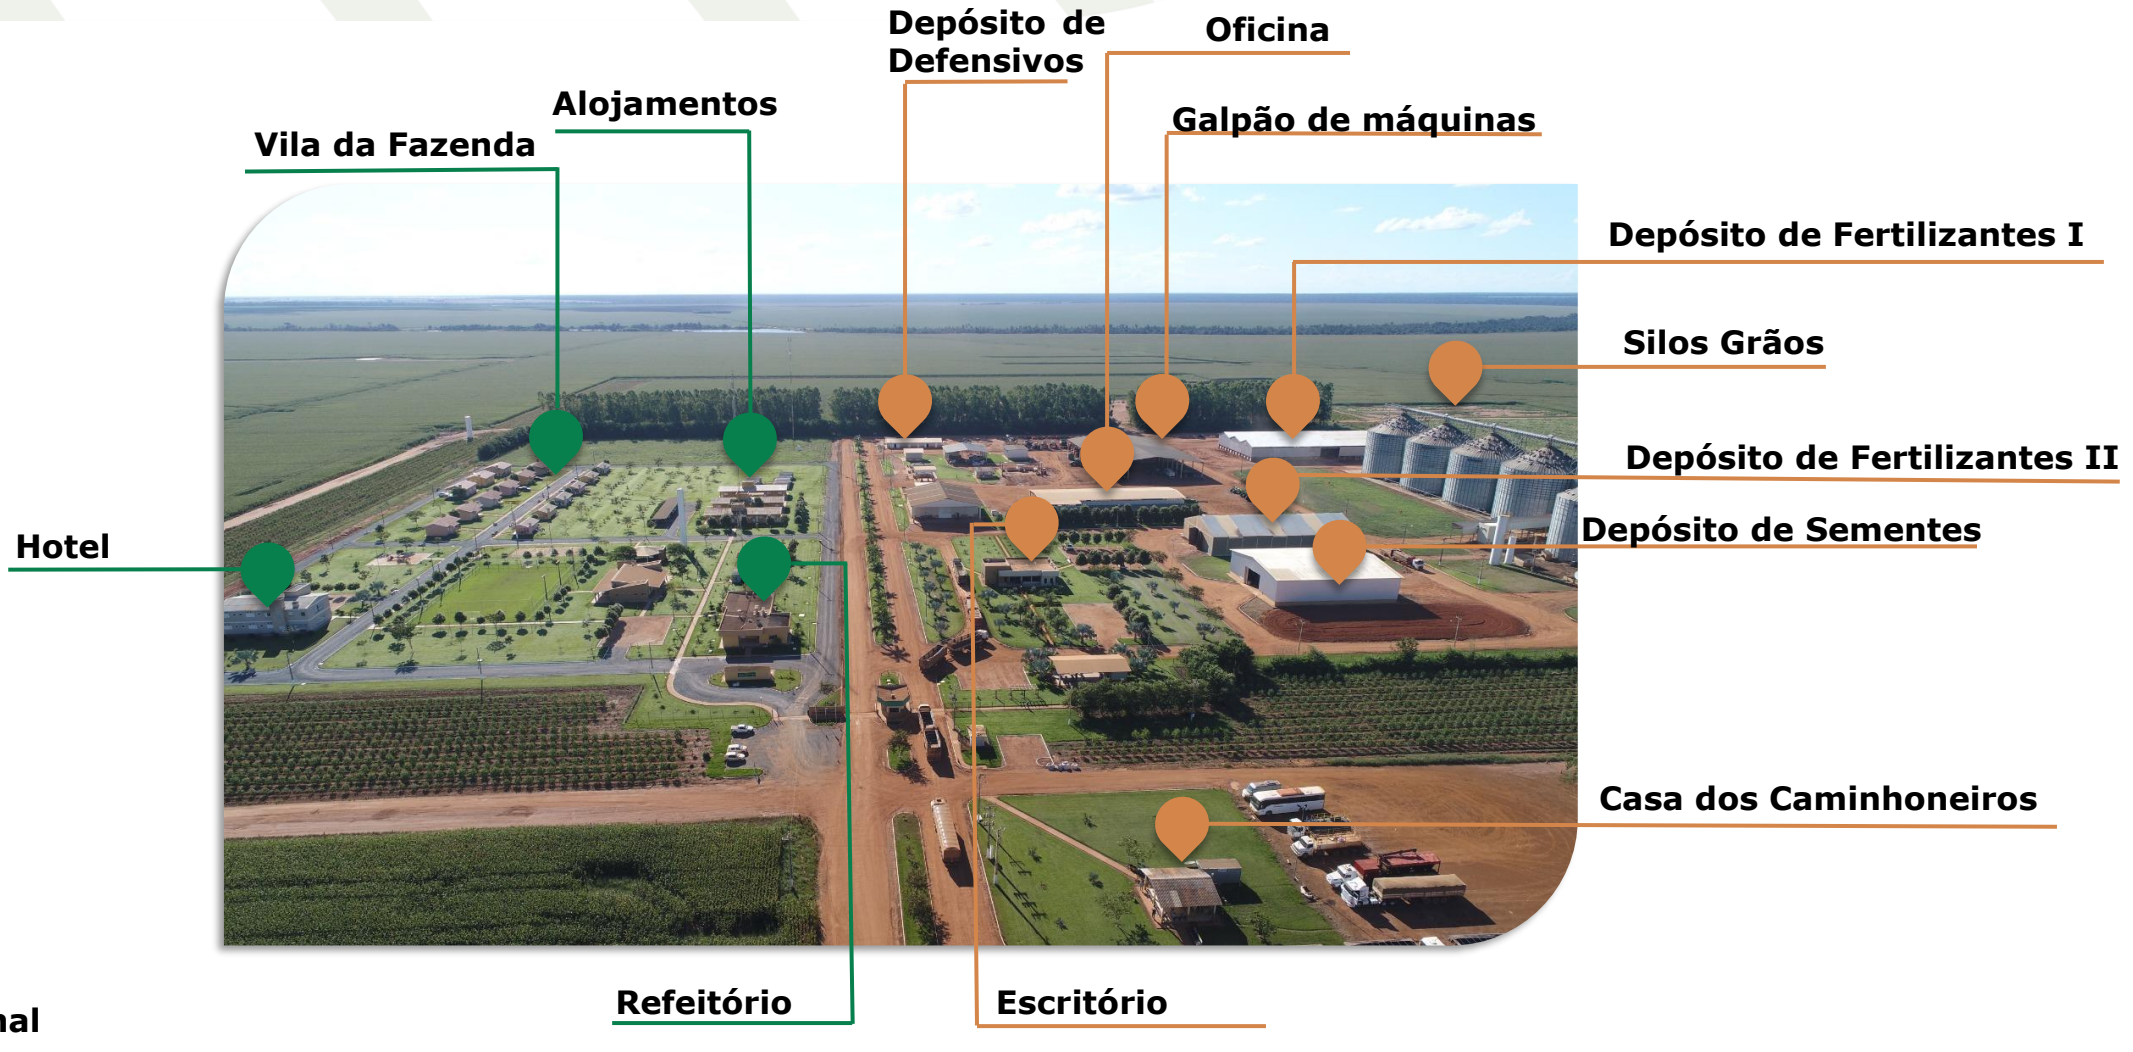 Depósito de
Defensivos
Oficina
Alojamentos
Galpão de máquinas
Vila da Fazenda
Depósito de Fertilizantes I
Silos Grãos
Depósito de Fertilizantes II
Depósito de Sementes
Hotel
Casa dos Caminhoneiros
Refeitório
Escritório